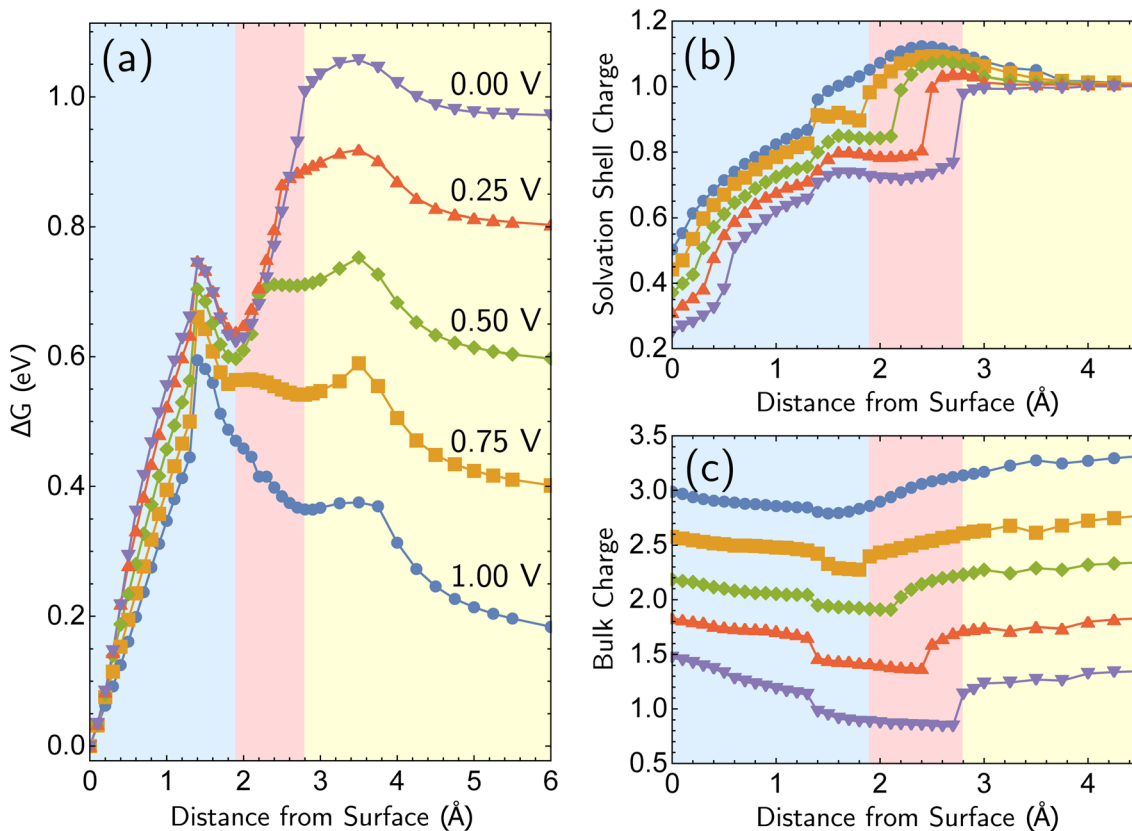 (a)
0.00 V
0.25 V
0.50 V
0.75 V
1.00 V
ΔG (eV)
0.0
0.2
0.4
0.6
0.8
1.0
0 1 2 3 4 5 6
Distance from Surface (Å)
(b)
Solvation Shell Charge
1.2
1.0
0.8
0.6
0.4
0.2
0 1 2 3 4
Distance from Surface (Å)
(c)
Bulk Charge
3.5
3.0
2.5
2.0
1.5
1.0
0.5
0 1 2 3 4
Distance from Surface (Å)